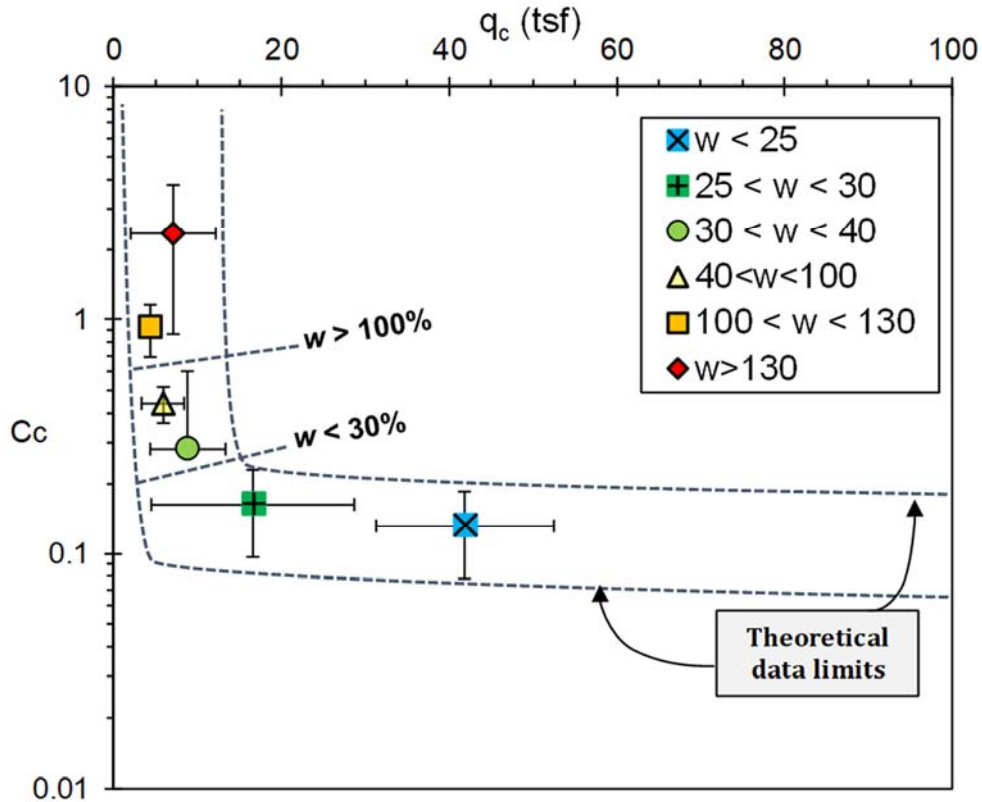 q_c (tsf)
0 20 40 60 80 100
10
1
Cc
0.1
0.01
w < 25
25 < w < 30
30 < w < 40
40<w<100
100 < w < 130
w>130
w > 100%
w < 30%
Theoretical
data limits